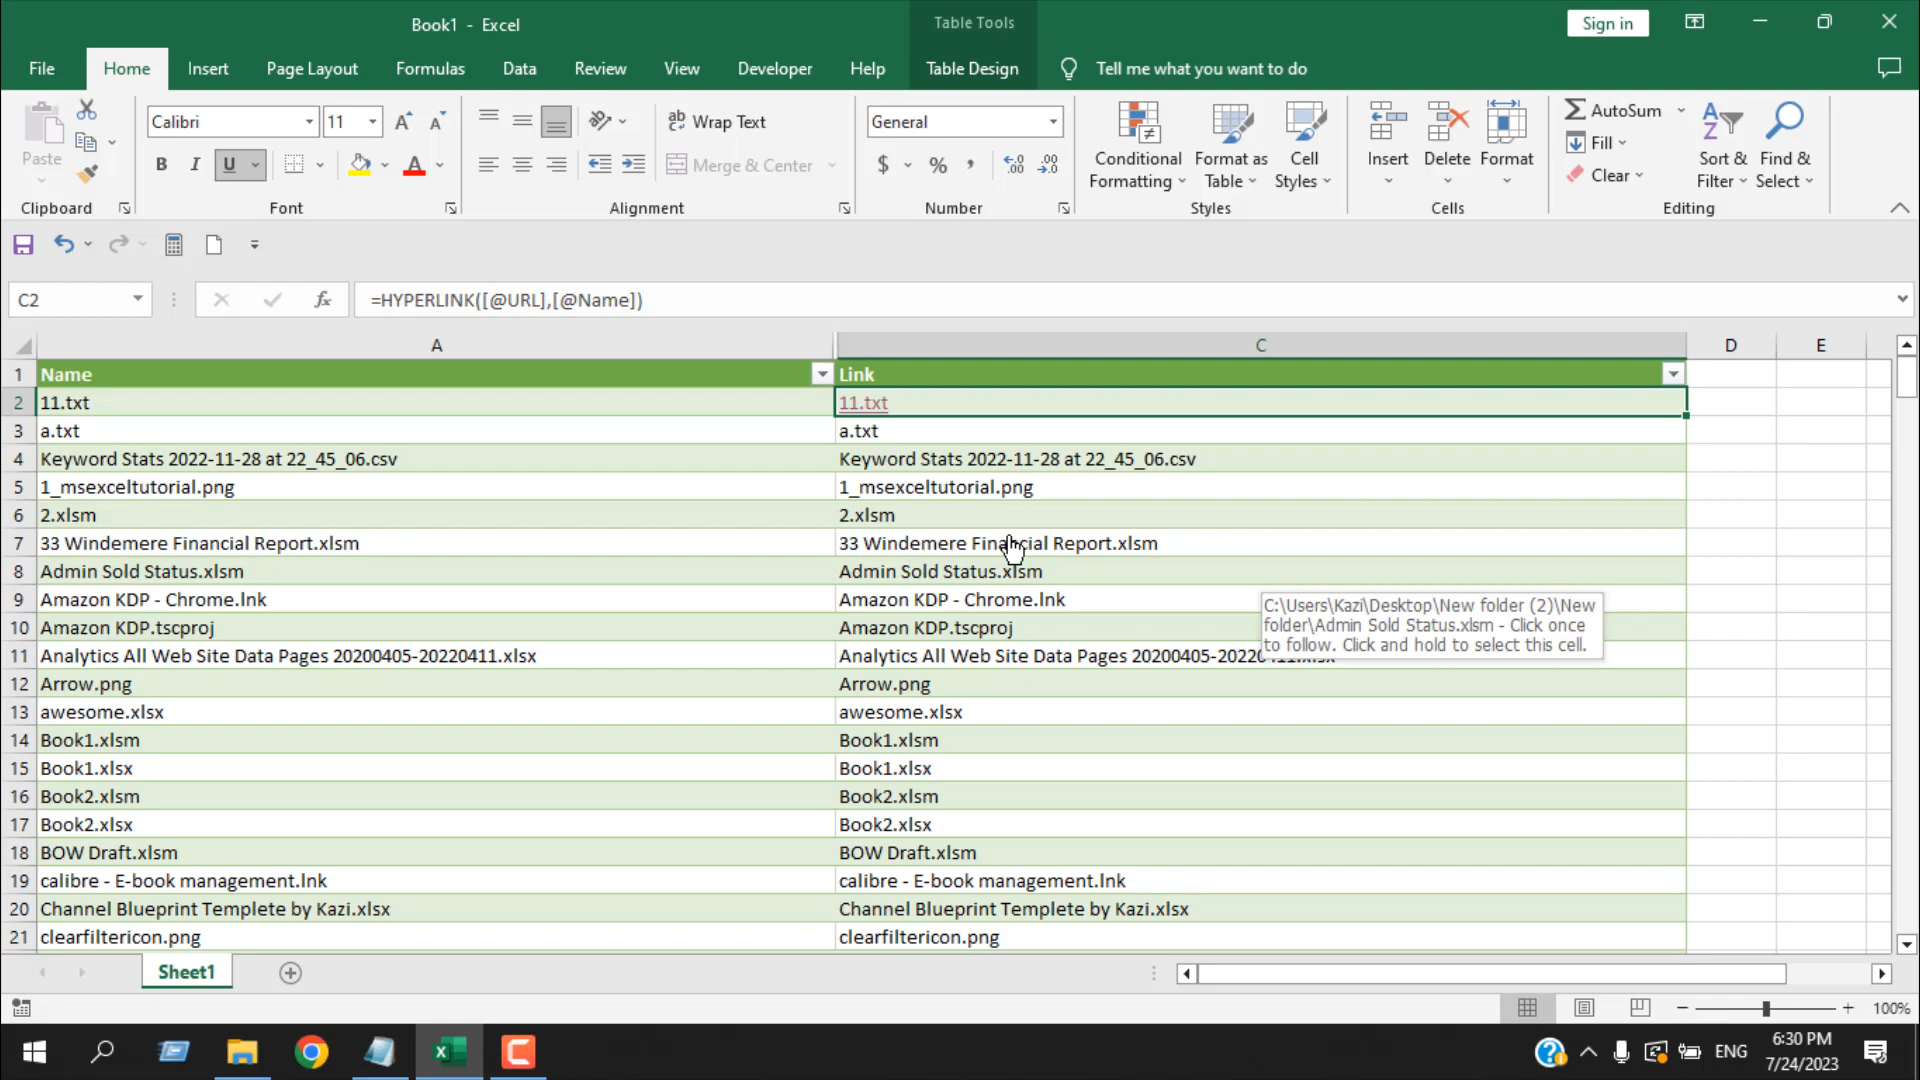 Book1 - Excel
Table Tools
Sign in
File
Home
Insert
Page Layout
Formulas
Data
Review
View
Developer
Help
Table Design
Tell me what you want to do
Paste
Calibri
11
B I U
Wrap Text
Merge & Center
General
$ % ,
Conditional
Formatting
Format as
Table
Cell
Styles
Insert
Delete
Format
AutoSum
Fill
Clear
Sort &
Filter
Find &
Select
Clipboard
Font
Alignment
Number
Styles
Cells
Editing
C2
fx
=HYPERLINK([@URL],[@Name])
A C D E
1 Name Link
2 11.txt 11.txt
3 a.txt a.txt
4 Keyword Stats 2022-11-28 at 22_45_06.csv Keyword Stats 2022-11-28 at 22_45_06.csv
5 1_msexceltutorial.png 1_msexceltutorial.png
6 2.xlsm 2.xlsm
7 33 Windemere Financial Report.xlsm 33 Windemere Financial Report.xlsm
8 Admin Sold Status.xlsm Admin Sold Status.xlsm
9 Amazon KDP - Chrome.lnk Amazon KDP - Chrome.lnk
10 Amazon KDP.tscproj Amazon KDP.tscproj
11 Analytics All Web Site Data Pages 20200405-20220411.xlsx Analytics All Web Site Data Pages 20200405-20220411.xlsx
C:\Users\Kazi\Desktop\New folder (2)\New
folder\Admin Sold Status.xlsm - Click once
to follow. Click and hold to select this cell.
12 Arrow.png Arrow.png
13 awesome.xlsx awesome.xlsx
14 Book1.xlsm Book1.xlsm
15 Book1.xlsx Book1.xlsx
16 Book2.xlsm Book2.xlsm
17 Book2.xlsx Book2.xlsx
18 BOW Draft.xlsm BOW Draft.xlsm
19 calibre - E-book management.lnk calibre - E-book management.lnk
20 Channel Blueprint Templete by Kazi.xlsx Channel Blueprint Templete by Kazi.xlsx
21 clearfiltericon.png clearfiltericon.png
Sheet1
100%
ENG
6:30 PM
7/24/2023